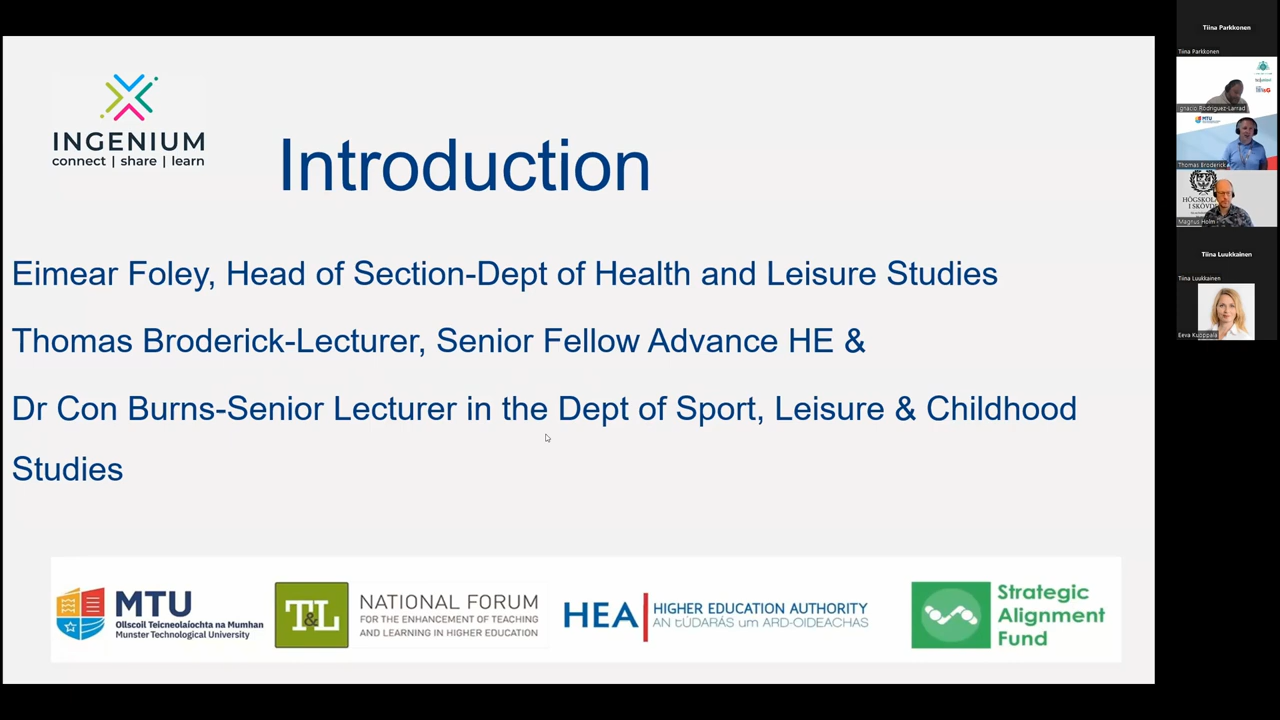 INGENIUM
connect | share | learn
Introduction
Eimear Foley, Head of Section-Dept of Health and Leisure Studies
Thomas Broderick-Lecturer, Senior Fellow Advance HE &
Dr Con Burns-Senior Lecturer in the Dept of Sport, Leisure & Childhood
Studies
MTU
Ollscoil Teicneolaíochta na Mumhan
Munster Technological University
T&L
NATIONAL FORUM
FOR THE ENHANCEMENT OF TEACHING
AND LEARNING IN HIGHER EDUCATION
HEA
HIGHER EDUCATION AUTHORITY
AN tÚDARÁS um ARD-OIDEACHAS
Strategic
Alignment
Fund
Tiina Parkkonen
Tiina Parkkonen
Ignacio Rodríguez-Larrad
MTU
Thomas Broderick
HÖGSKOLAN
I SKÖVDE
Magnus Holm
Tiina Luukkainen
Tiina Luukkainen
Eeva Kuoppala